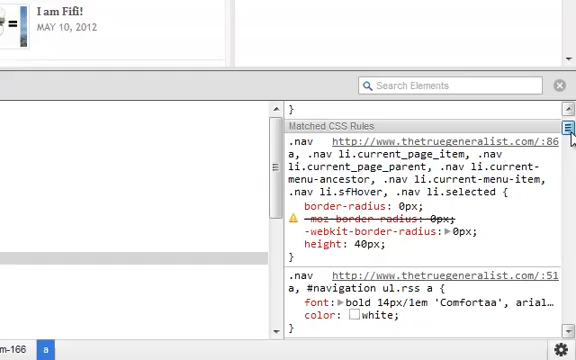 I am Fifi!
MAY 10, 2012
Search Elements
}
Matched CSS Rules
.nav http://www.thetruegeneralist.com/:86
a, .nav li.current_page_item, .nav
li.current_page_parent, .nav li.current-
menu-ancestor, .nav li.current-menu-item,
.nav li.sfHover, .nav li.selected {
border-radius: 0px;
-moz-border-radius: 0px;
-webkit-border-radius: 0px;
height: 40px;
}
.nav http://www.thetruegeneralist.com/:51
a, #navigation ul.rss a {
font: bold 14px/1em 'Comfortaa', arial…
color: white;
}
m-166 a